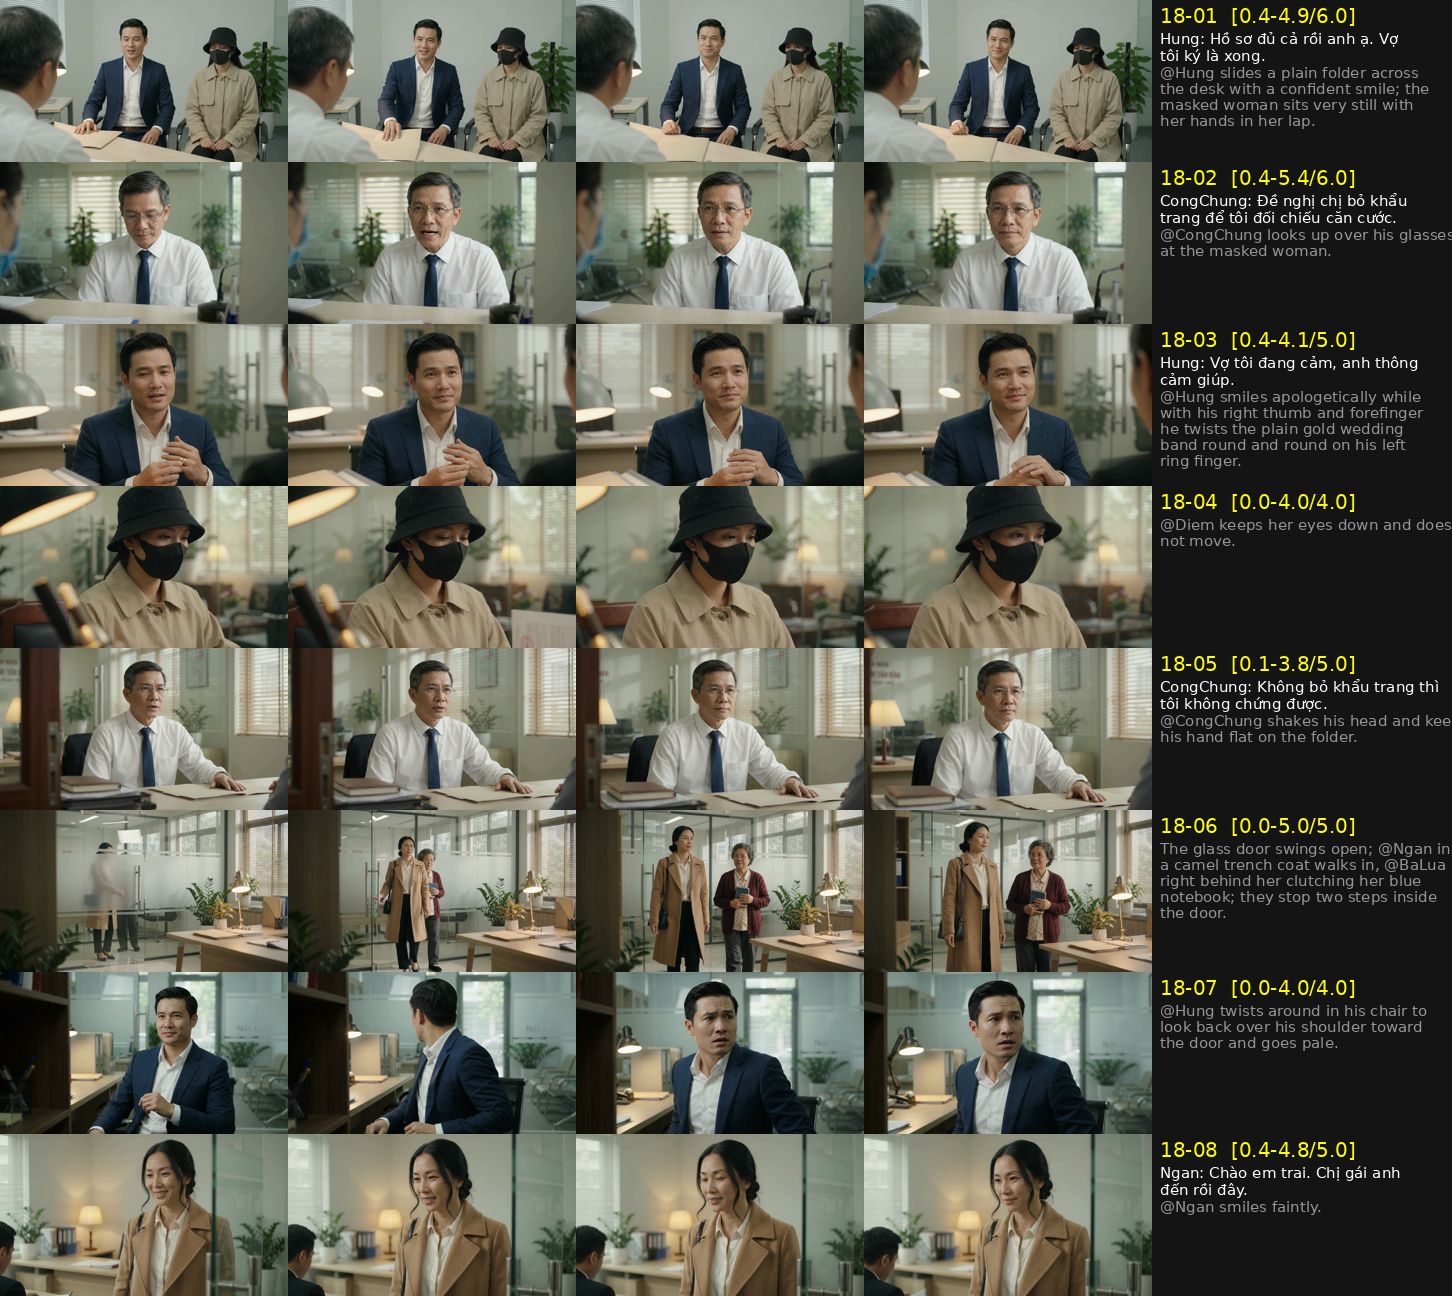 18-01 [0.4-4.9/6.0]
Hung: Hồ sơ đủ cả rồi anh ạ. Vợ
tôi ký là xong.
@Hung slides a plain folder across
the desk with a confident smile; the
masked woman sits very still with
her hands in her lap.
18-02 [0.4-5.4/6.0]
CongChung: Đề nghị chị bỏ khẩu
trang để tôi đối chiếu căn cước.
@CongChung looks up over his glasses
at the masked woman.
18-03 [0.4-4.1/5.0]
Hung: Vợ tôi đang cảm, anh thông
cảm giúp.
@Hung smiles apologetically while
with his right thumb and forefinger
he twists the plain gold wedding
band round and round on his left
ring finger.
18-04 [0.0-4.0/4.0]
@Diem keeps her eyes down and does
not move.
18-05 [0.1-3.8/5.0]
CongChung: Không bỏ khẩu trang thì
tôi không chứng được.
@CongChung shakes his head and kee
his hand flat on the folder.
18-06 [0.0-5.0/5.0]
The glass door swings open; @Ngan in
a camel trench coat walks in, @BaLua
right behind her clutching her blue
notebook; they stop two steps inside
the door.
18-07 [0.0-4.0/4.0]
@Hung twists around in his chair to
look back over his shoulder toward
the door and goes pale.
18-08 [0.4-4.8/5.0]
Ngan: Chào em trai. Chị gái anh
đến rồi đây.
@Ngan smiles faintly.